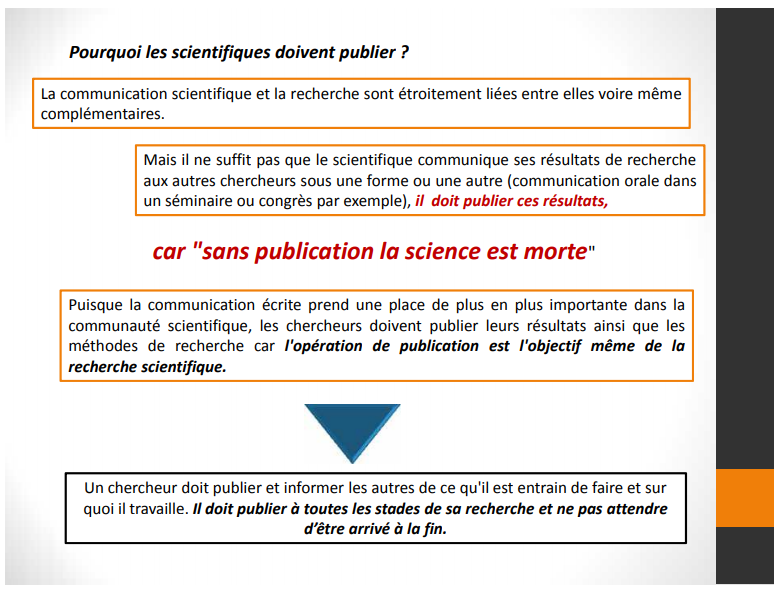 Pourquoi les scientifiques doivent publier ?
La communication scientifique et la recherche sont étroitement liées entre elles voire même
complémentaires.
Mais il ne suffit pas que le scientifique communique ses résultats de recherche
aux autres chercheurs sous une forme ou une autre (communication orale dans
un séminaire ou congrès par exemple), il doit publier ces résultats,
car "sans publication la science est morte"
Puisque la communication écrite prend une place de plus en plus importante dans la
communauté scientifique, les chercheurs doivent publier leurs résultats ainsi que les
méthodes de recherche car l'opération de publication est l'objectif même de la
recherche scientifique.
Un chercheur doit publier et informer les autres de ce qu'il est entrain de faire et sur
quoi il travaille. Il doit publier à toutes les stades de sa recherche et ne pas attendre
d’être arrivé à la fin.